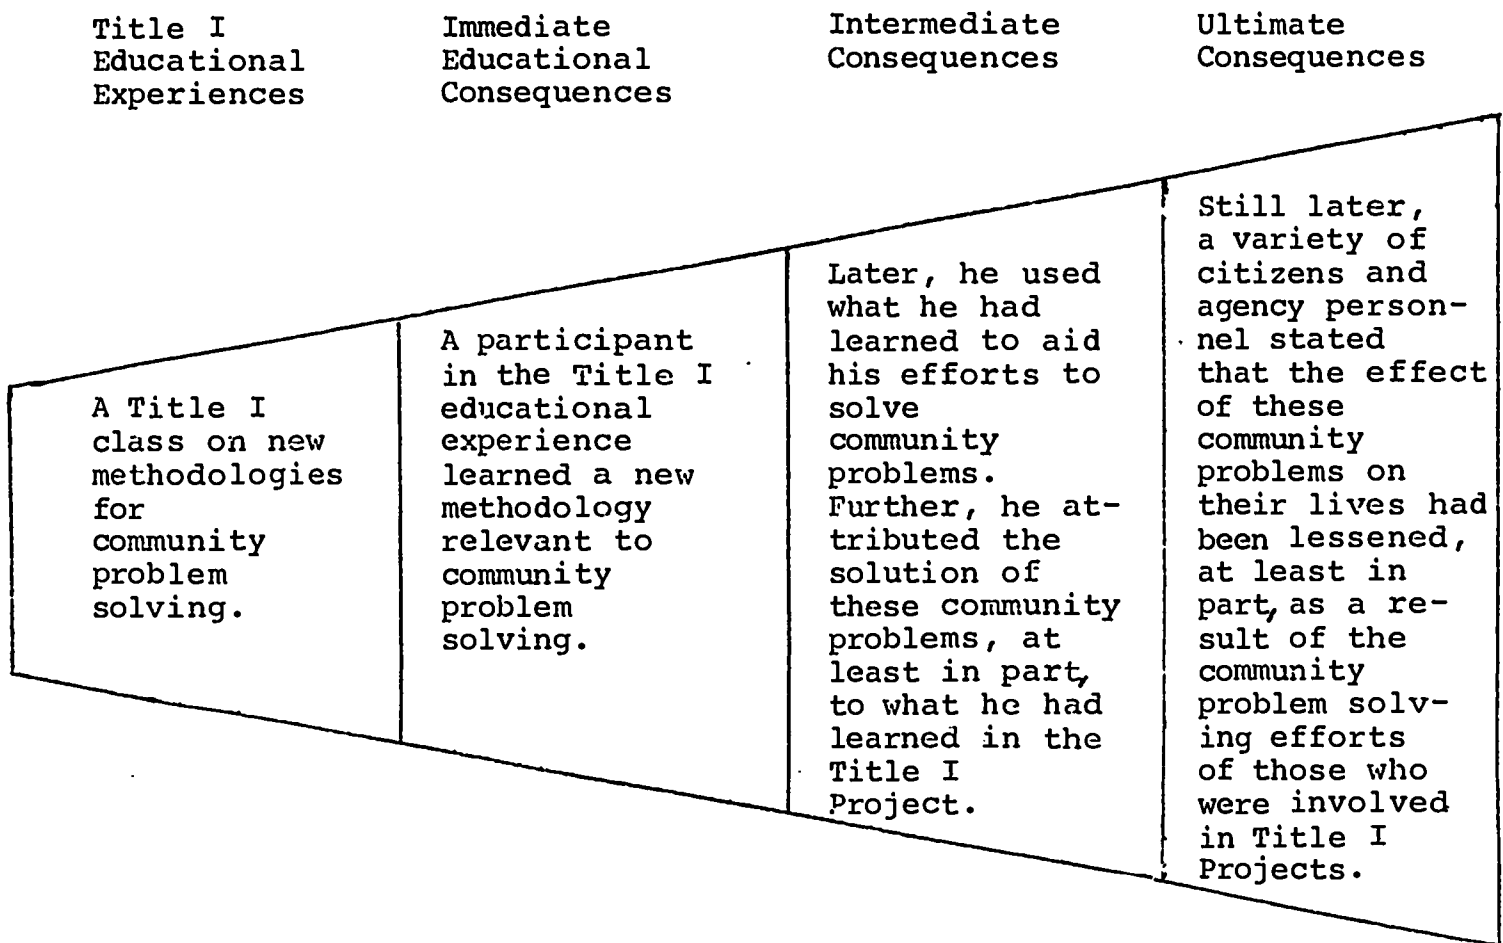 Title I
Educational
Experiences
Immediate
Educational
Consequences
Intermediate
Consequences
Ultimate
Consequences
A Title I
class on new
methodologies
for
community
problem
solving.
A participant
in the Title I
educational
experience
learned a new
methodology
relevant to
community
problem
solving.
Later, he used
what he had
learned to aid
his efforts to
solve
community
problems.
Further, he at-
tributed the
solution of
these community
problems, at
least in part,
to what he had
learned in the
Title I
Project.
Still later,
a variety of
citizens and
agency person-
nel stated
that the effect
of these
community
problems on
their lives had
been lessened,
at least in
part, as a re-
sult of the
community
problem solv-
ing efforts
of those who
were involved
in Title I
Projects.